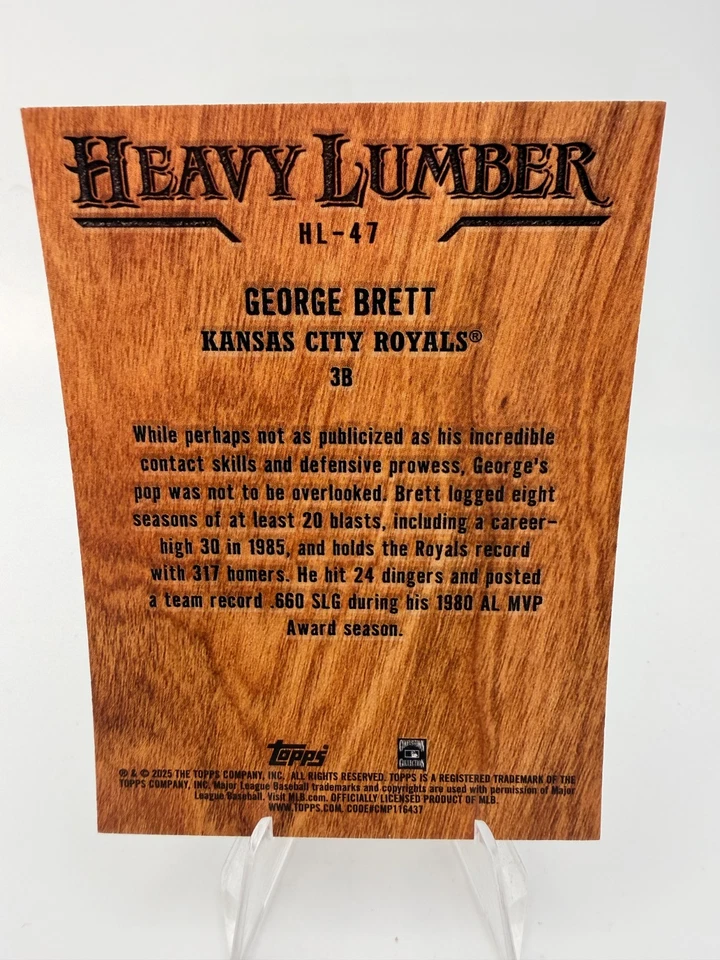 HEAVY LUMBER
HL-47
GEORGE BRETT
KANSAS CITY ROYALS®
3B
While perhaps not as publicized as his incredible
contact skills and defensive prowess, George's
pop was not to be overlooked. Brett logged eight
seasons of at least 20 blasts, including a career-
high 30 in 1985, and holds the Royals record
with 317 homers. He hit 24 dingers and posted
a team record .660 SLG during his 1980 AL MVP
Award season.
topps
COOPERSTOWN
COLLECTION
® & © 2025 THE TOPPS COMPANY, INC. ALL RIGHTS RESERVED. TOPPS IS A REGISTERED TRADEMARK OF THE
TOPPS COMPANY, INC. Major League Baseball trademarks and copyrights are used with permission of Major
League Baseball. Visit MLB.com. OFFICIALLY LICENSED PRODUCT OF MLB.
WWW.TOPPS.COM. CODE#CMP116437